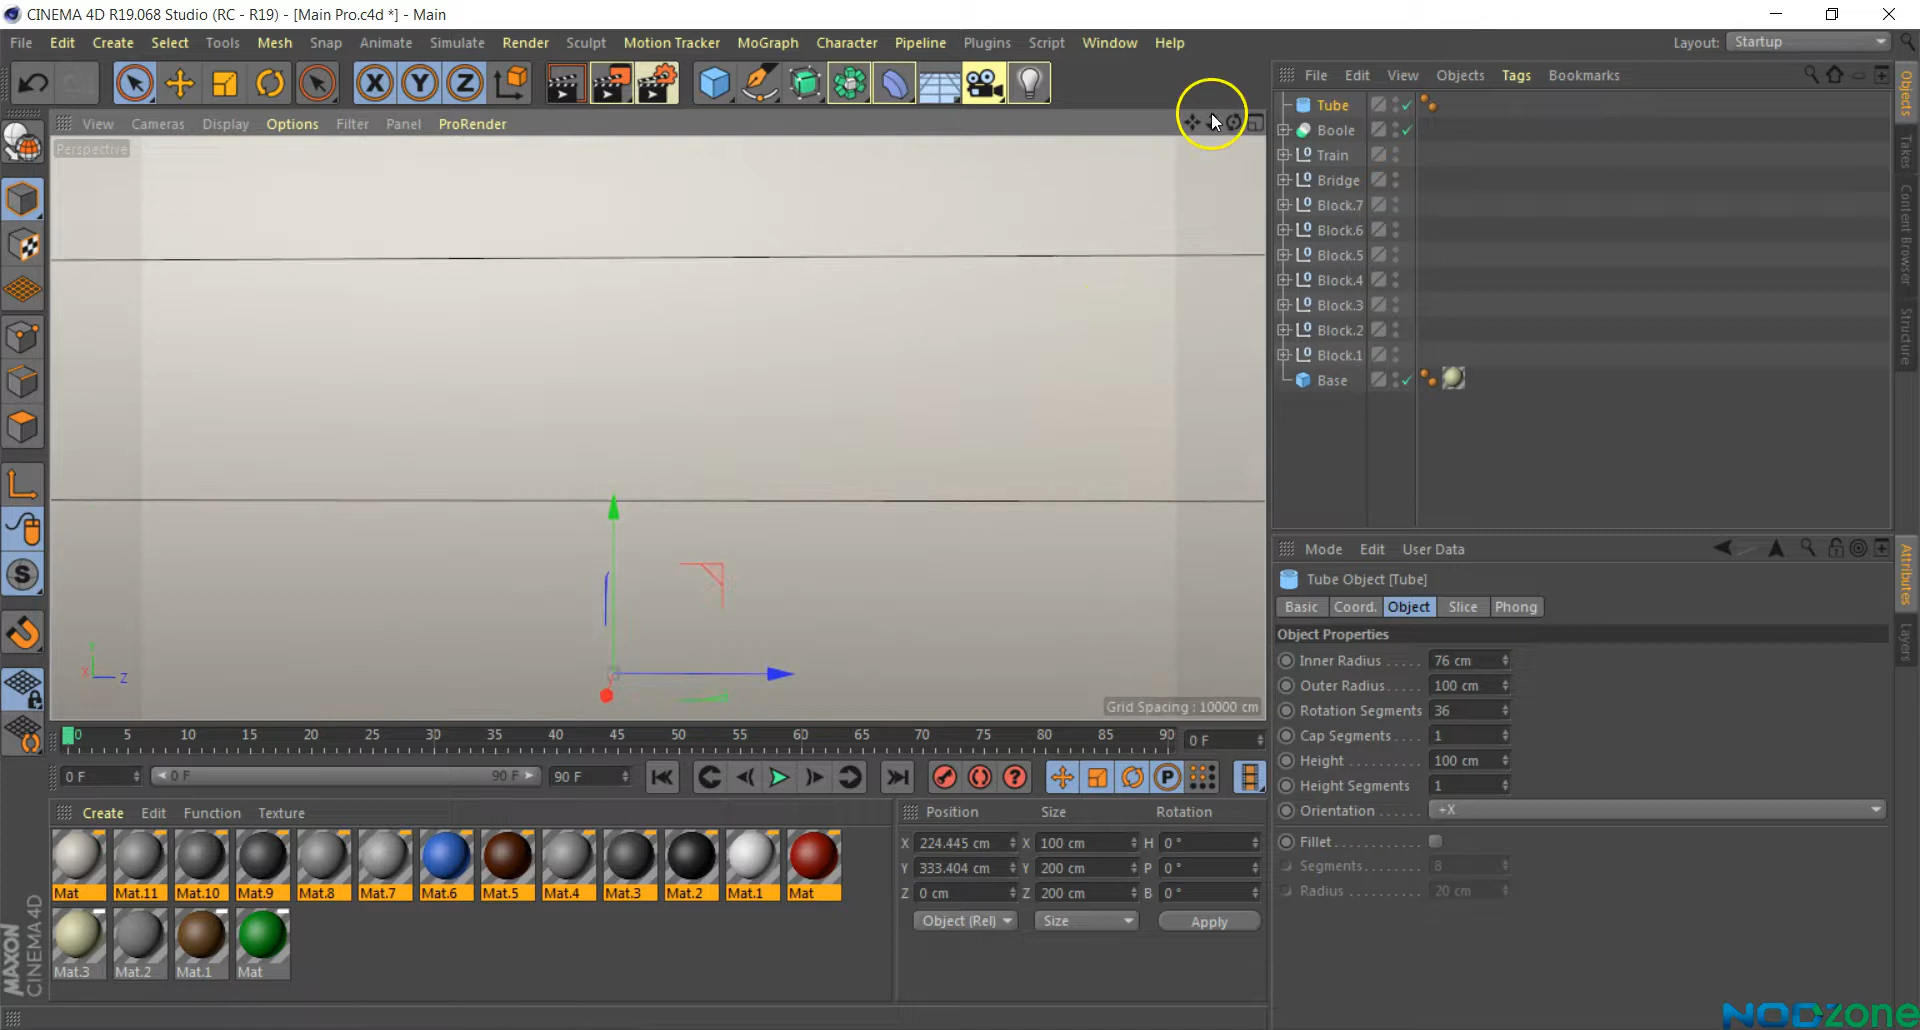 CINEMA 4D R19.068 Studio (RC - R19) - [Main Pro.c4d *] - Main
File Edit Create Select Tools Mesh Snap Animate Simulate Render Sculpt Motion Tracker MoGraph Character Pipeline Plugins Script Window Help Layout: Startup
X Y Z
File Edit View Objects Tags Bookmarks
View Cameras Display Options Filter Panel ProRender
Perspective
Tube
Boole
Train
Bridge
Block.7
Block.6
Block.5
Block.4
Block.3
Block.2
Block.1
Base
Objects
Takes
Content Browser
Structure
Y
X
Z
Grid Spacing : 10000 cm
Mode Edit User Data
Tube Object [Tube]
Basic Coord. Object Slice Phong
Object Properties
Inner Radius ..... 76 cm
Outer Radius..... 100 cm
Rotation Segments 36
Cap Segments.... 1
Height ......... 100 cm
Height Segments 1
Orientation ...... +X
Fillet...........
Segments........ 8
Radius ......... 20 cm
Attributes
Layers
0 5 10 15 20 25 30 35 40 45 50 55 60 65 70 75 80 85 90 0 F
0 F 0 F 90 F 90 F
Create Edit Function Texture
Mat Mat.11 Mat.10 Mat.9 Mat.8 Mat.7 Mat.6 Mat.5 Mat.4 Mat.3 Mat.2 Mat.1 Mat
Mat.3 Mat.2 Mat.1 Mat
Position Size Rotation
X 224.445 cm X 100 cm H 0 °
Y 333.404 cm Y 200 cm P 0 °
Z 0 cm Z 200 cm B 0 °
Object (Rel) Size Apply
MAXON
CINEMA 4D
NODZone